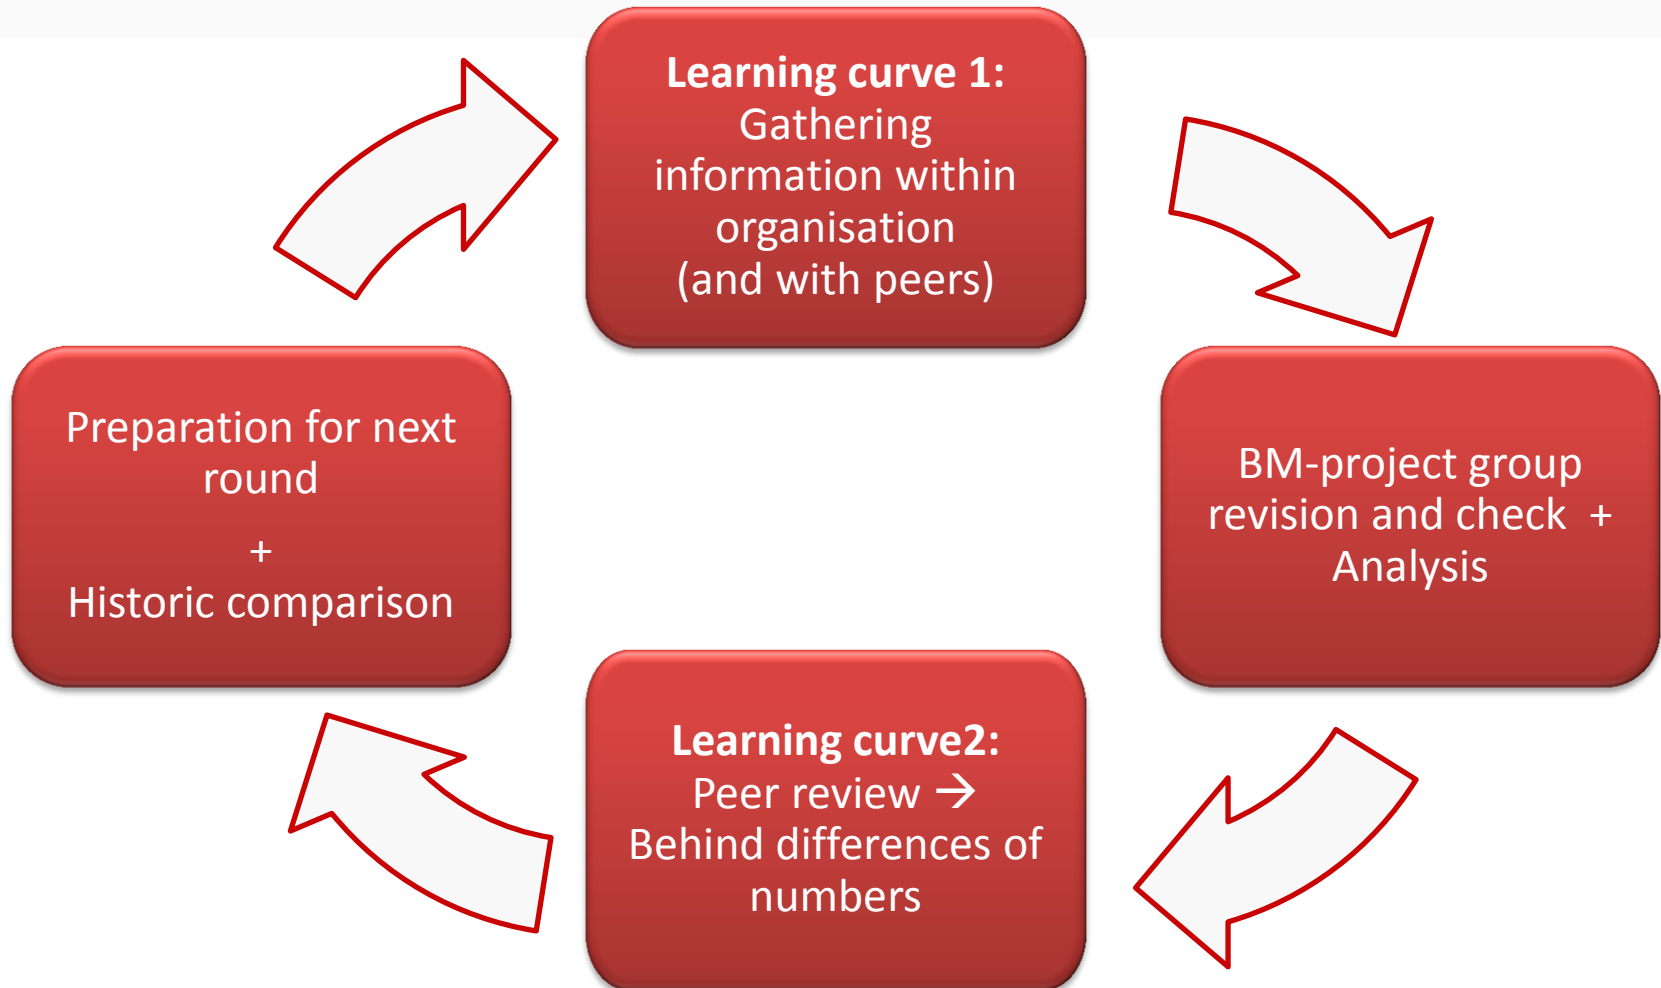 Learning curve 1:
Gathering
information within
organisation
(and with peers)
Preparation for next
round
+
Historic comparison
BM-project group
revision and check  +
Analysis
Learning curve2:
Peer review →
Behind differences of
numbers